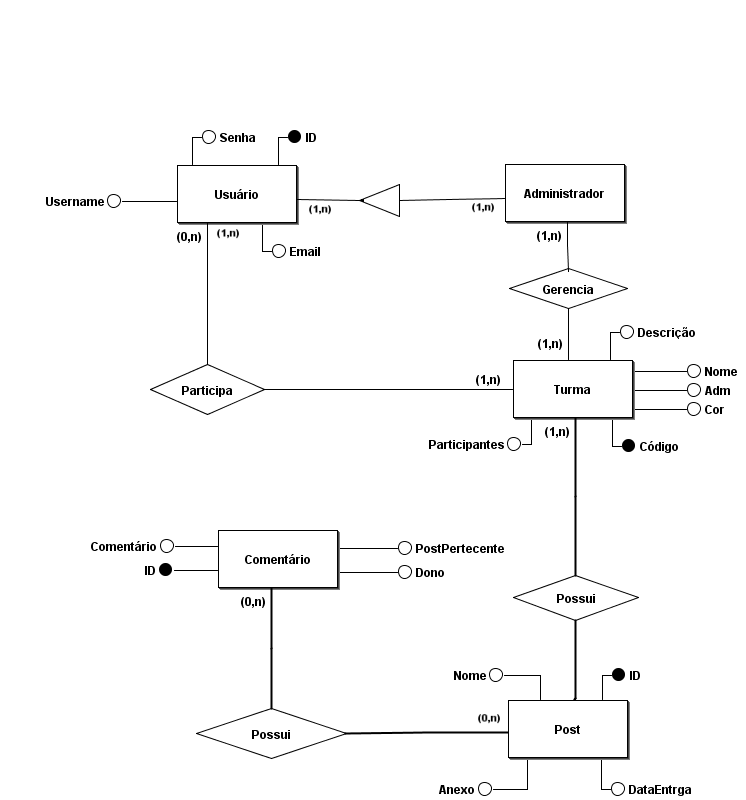 Senha
ID
Usuário
Administrador
Username
(1,n)
(1,n)
(0,n)
(1,n)
(1,n)
Email
Gerencia
Descrição
(1,n)
Nome
Participa
(1,n)
Turma
Adm
Cor
Participantes
(1,n)
Código
Comentário
PostPertecente
Comentário
ID
Dono
(0,n)
Possui
Nome
ID
(0,n)
Possui
Post
Anexo
DataEntrga